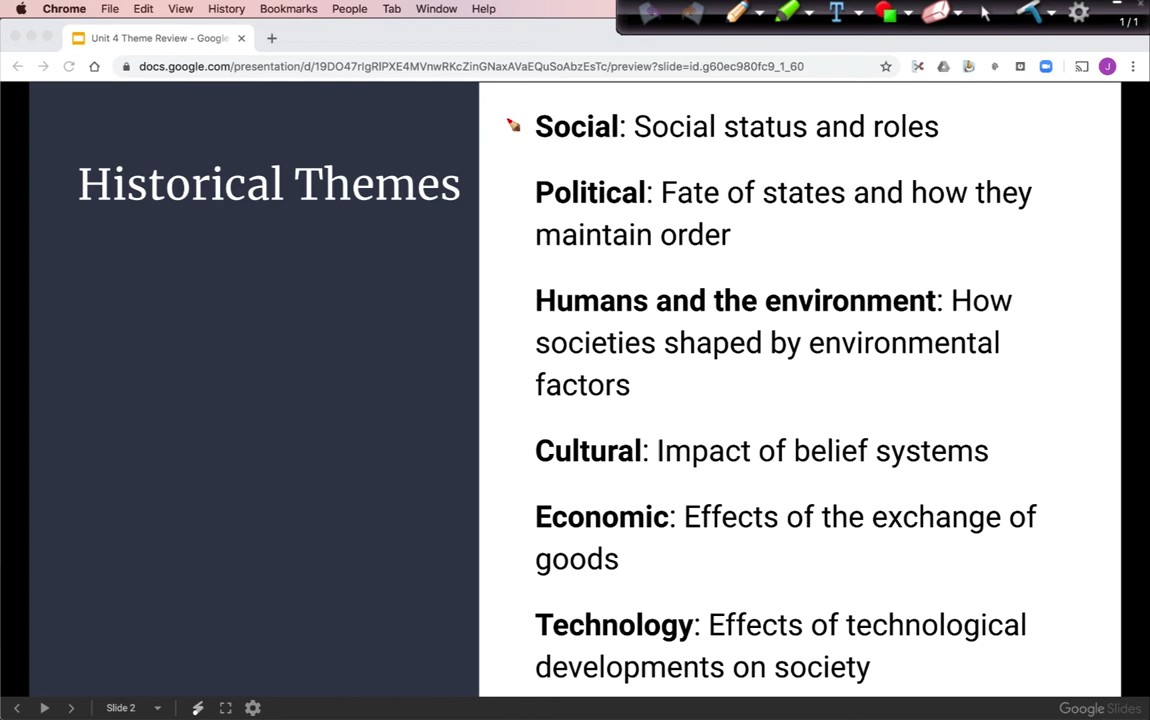 Chrome File Edit View History Bookmarks People Tab Window Help
1/1
Unit 4 Theme Review - Google
docs.google.com/presentation/d/19DO47rIgRIPXE4MVnwRKcZinGNaxAVaEQuSoAbzEsTc/preview?slide=id.g60ec980fc9_1_60
J
Historical Themes
Social: Social status and roles
Political: Fate of states and how they
maintain order
Humans and the environment: How
societies shaped by environmental
factors
Cultural: Impact of belief systems
Economic: Effects of the exchange of
goods
Technology: Effects of technological
developments on society
Slide 2
Google Slides